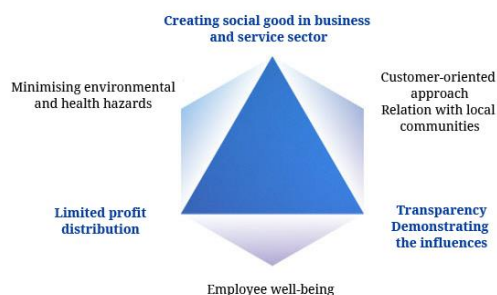 Creating social good in business
and service sector
Minimising environmental
and health hazards
Customer-oriented
approach
Relation with local
communities
Limited profit
distribution
Transparency
Demonstrating
the influences
Employee well-being